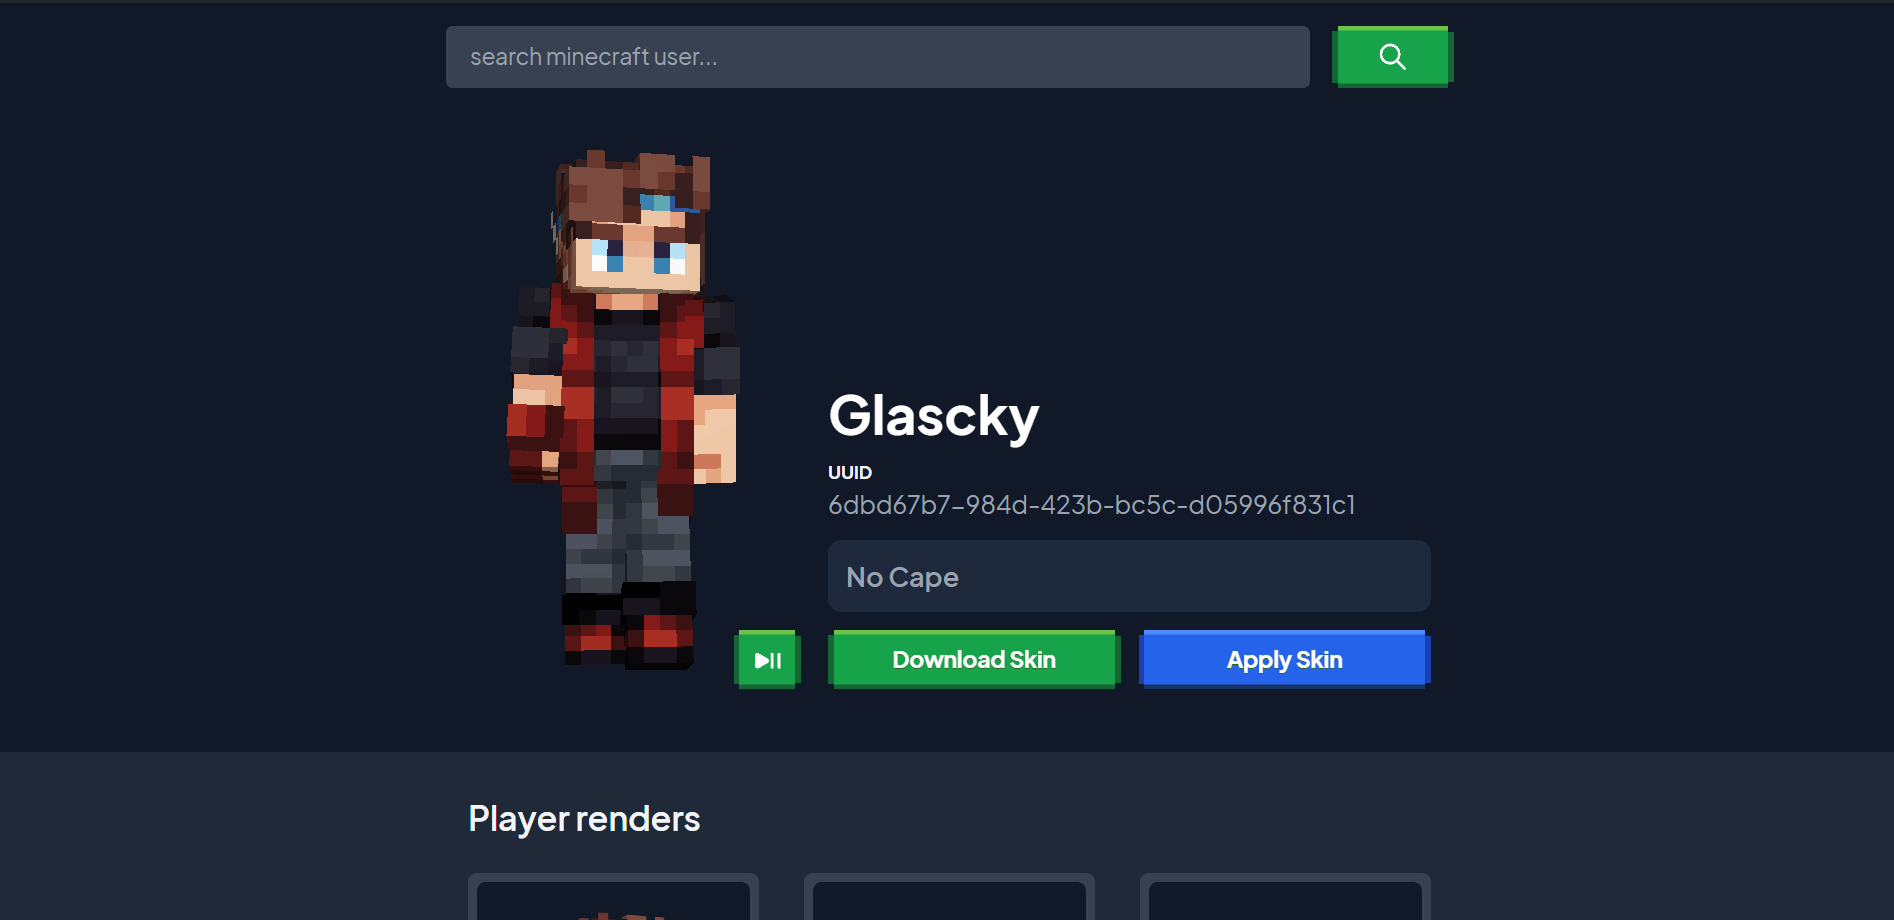 search minecraft user...
Glascky
UUID
6dbd67b7-984d-423b-bc5c-d05996f831c1
No Cape
Download Skin
Apply Skin
Player renders